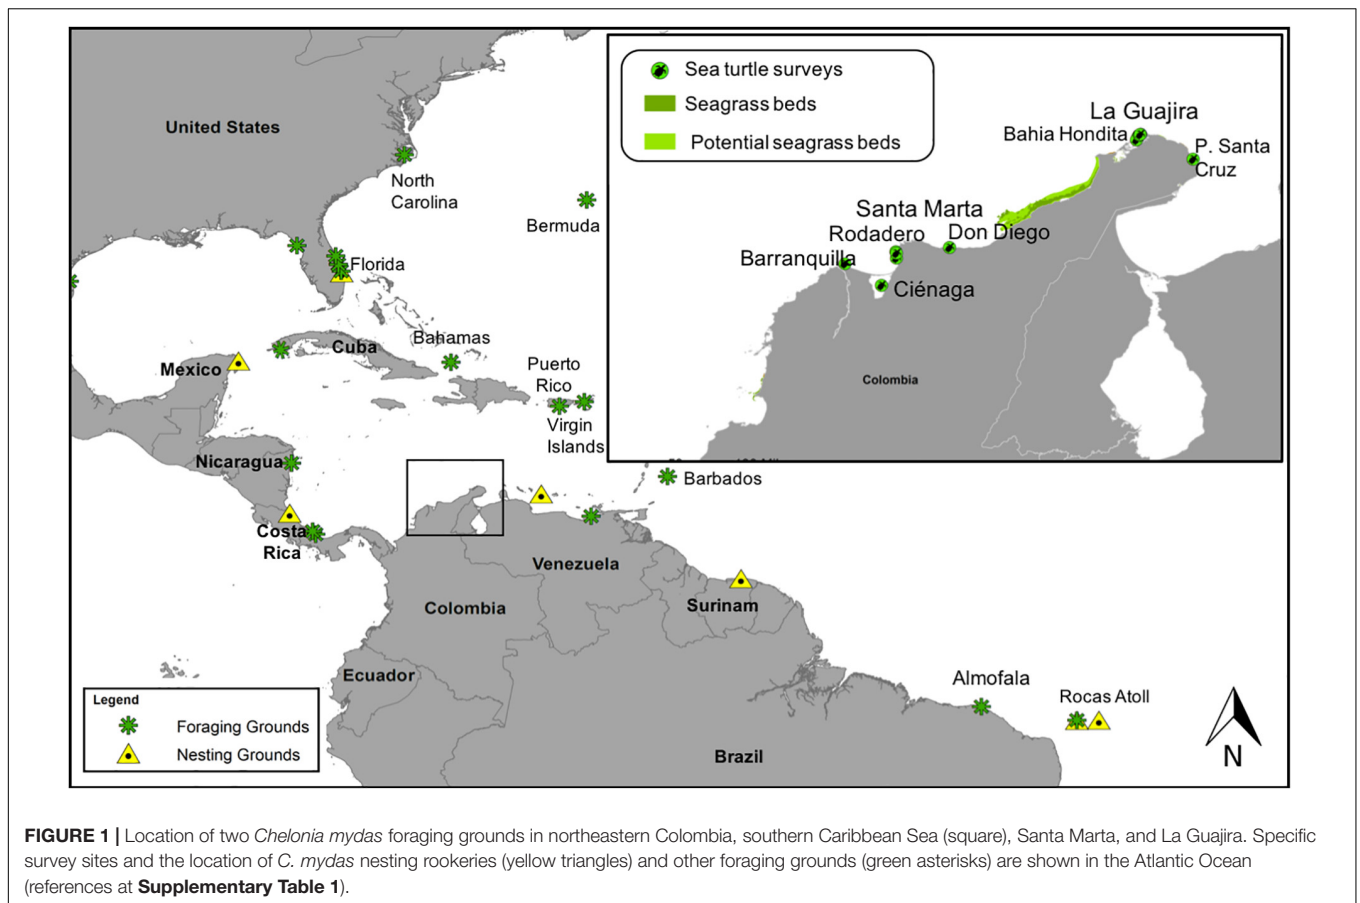 United States
North
Carolina
Bermuda
Florida
Bahamas
Cuba
Mexico
Puerto
Rico
Virgin
Islands
Nicaragua
Barbados
Costa
Rica
Venezuela
Colombia
Surinam
Ecuador
Almofala
Rocas Atoll
Brazil
N
Legend
Foraging Grounds
Nesting Grounds
Sea turtle surveys
Seagrass beds
Potential seagrass beds
La Guajira
Bahia Hondita
P. Santa
Cruz
Santa Marta
Rodadero
Don Diego
Barranquilla
Ciénaga
Colombia
FIGURE 1 | Location of two Chelonia mydas foraging grounds in northeastern Colombia, southern Caribbean Sea (square), Santa Marta, and La Guajira. Specific
survey sites and the location of C. mydas nesting rookeries (yellow triangles) and other foraging grounds (green asterisks) are shown in the Atlantic Ocean
(references at Supplementary Table 1).